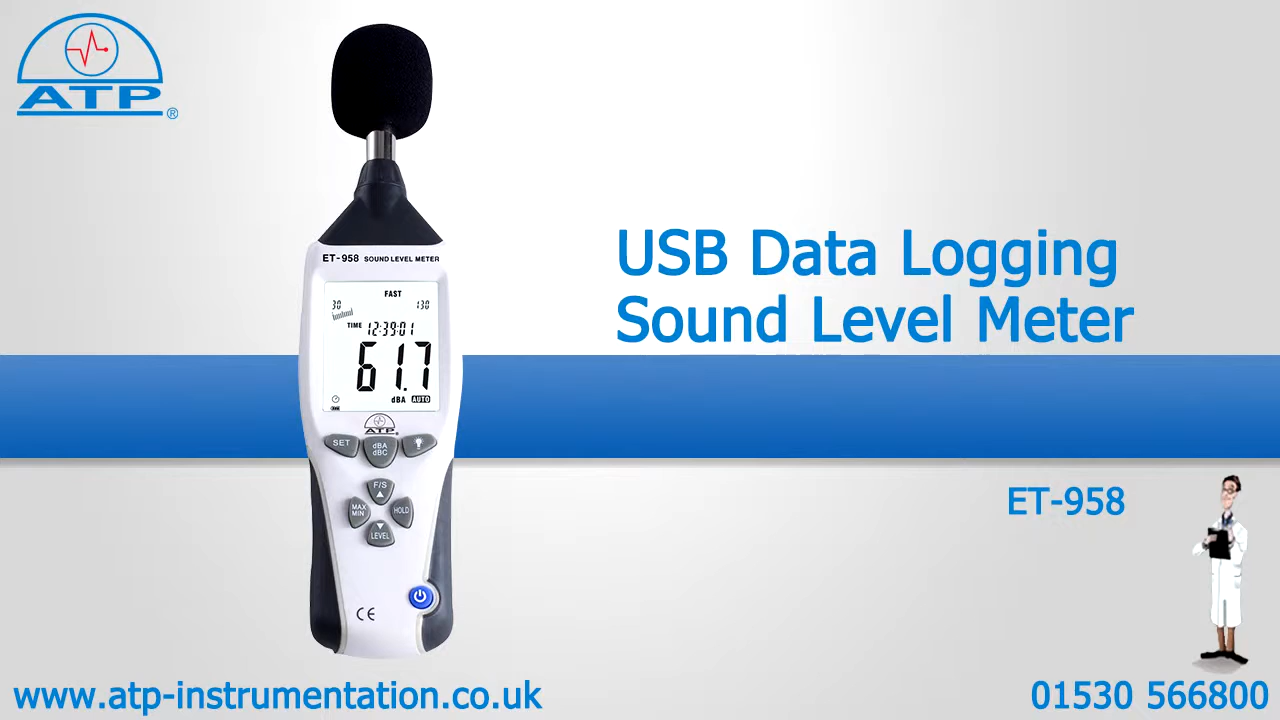 ATP®
ET-958 SOUND LEVEL METER
FAST
30 130
TIME 12:39:01
61.7
dBA AUTO
ATP
SET
dBA
dBC
F/S
MAX
MIN
HOLD
LEVEL
CE
USB Data Logging
Sound Level Meter
ET-958
www.atp-instrumentation.co.uk
01530 566800